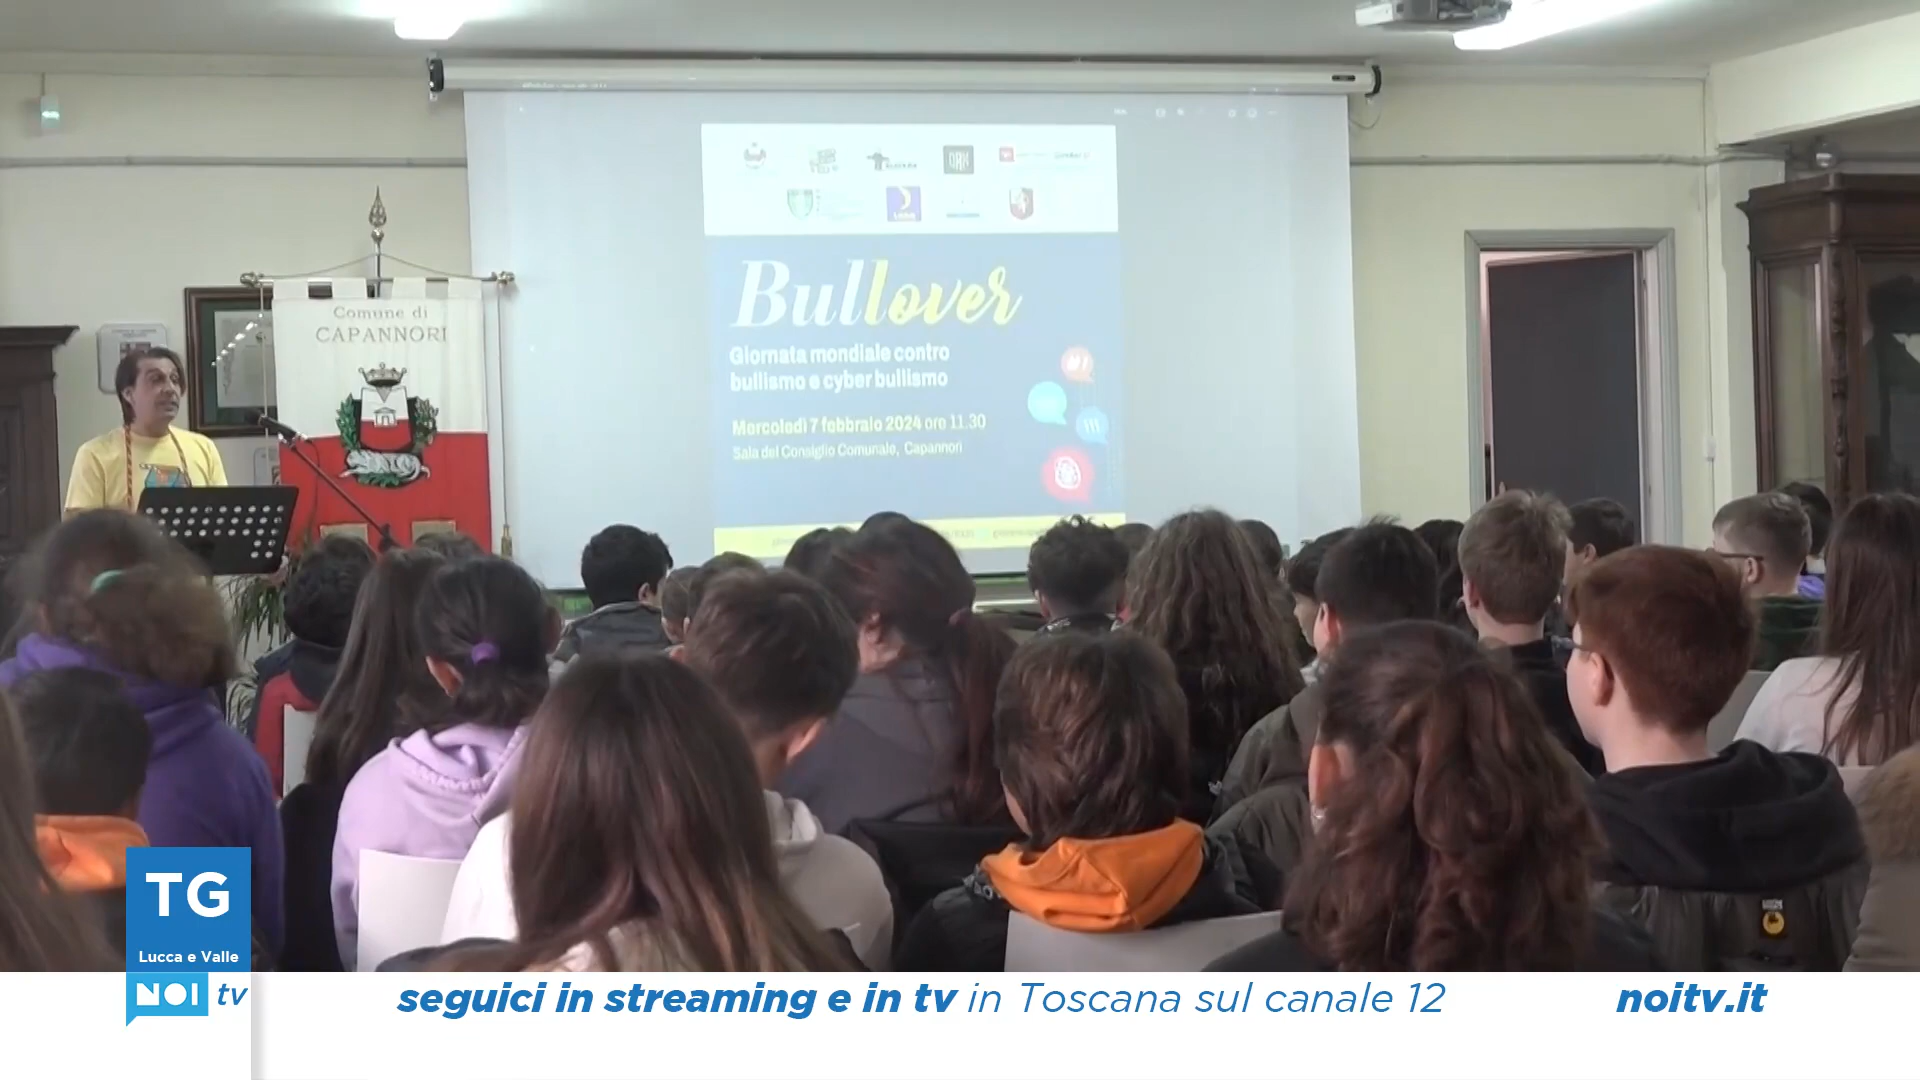 Comune di
CAPANNORI
Bullover
Giornata mondiale contro
bullismo e cyber bullismo
Mercoledì 7 febbraio 2024 ore 11.30
Sala del Consiglio Comunale, Capannori
TG
Lucca e Valle
NOI tv
seguici in streaming e in tv in Toscana sul canale 12
noitv.it